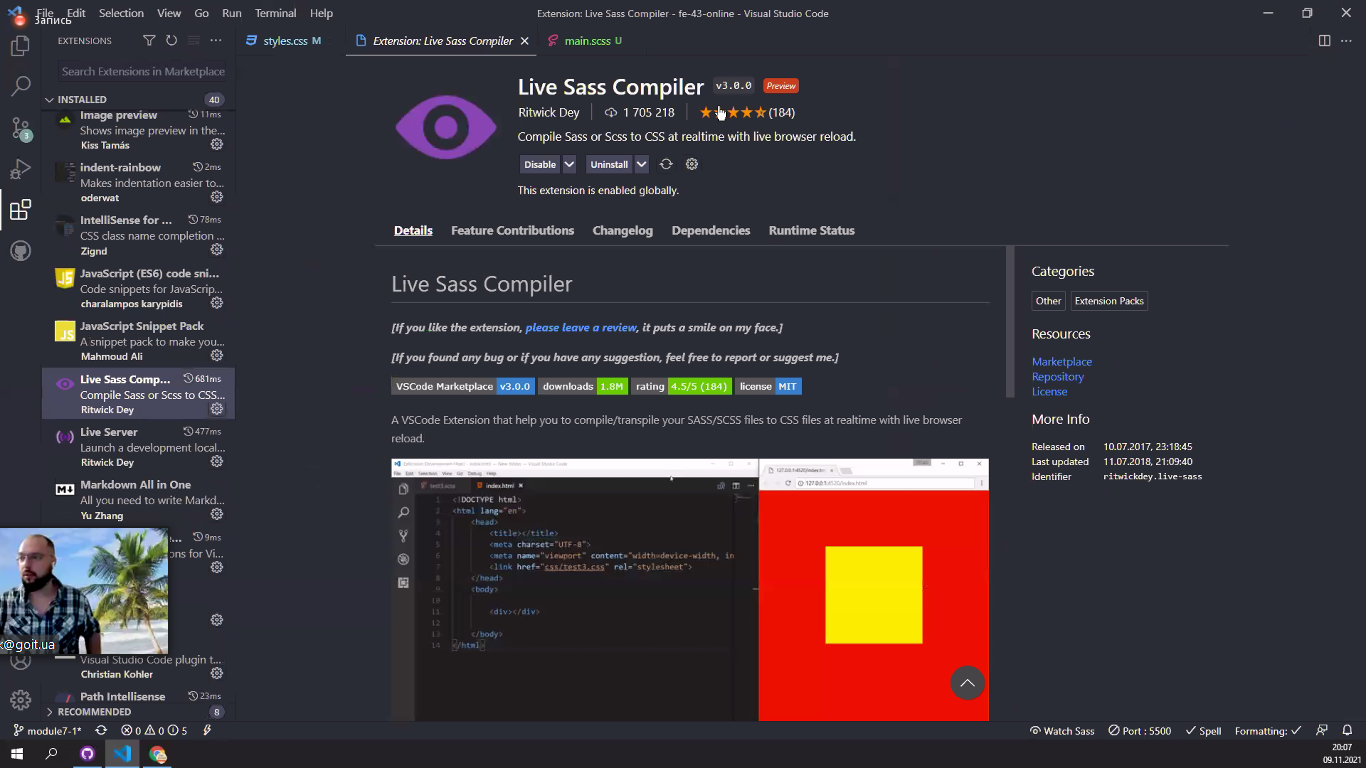 File Edit Selection View Go Run Terminal Help
Extension: Live Sass Compiler - fe-43-online - Visual Studio Code
Запись
EXTENSIONS
styles.css M
Extension: Live Sass Compiler
main.scss U
Search Extensions in Marketplace
INSTALLED 40
Image preview 11ms
Shows image preview in the...
Kiss Tamás
indent-rainbow 2ms
Makes indentation easier to...
oderwat
IntelliSense for ... 78ms
CSS class name completion ...
Zignd
JavaScript (ES6) code sni...
Code snippets for JavaScrip...
charalampos karypidis
JavaScript Snippet Pack
A snippet pack to make you...
Mahmoud Ali
Live Sass Comp... 681ms
Compile Sass or Scss to CSS...
Ritwick Dey
Live Server 477ms
Launch a development local...
Ritwick Dey
Markdown All in One
All you need to write Markd...
Yu Zhang
... 9ms
ons for Vi...
k@goit.ua
Visual Studio Code plugin t...
Christian Kohler
Path Intellisense 23ms
RECOMMENDED 8
3
Live Sass Compiler v3.0.0 Preview
Ritwick Dey 1 705 218 (184)
Compile Sass or Scss to CSS at realtime with live browser reload.
Disable Uninstall
This extension is enabled globally.
Details Feature Contributions Changelog Dependencies Runtime Status
Live Sass Compiler
[If you like the extension, please leave a review, it puts a smile on my face.]
[If you found any bug or if you have any suggestion, feel free to report or suggest me.]
VSCode Marketplace v3.0.0 downloads 1.8M rating 4.5/5 (184) license MIT
A VSCode Extension that help you to compile/transpile your SASS/SCSS files to CSS files at realtime with live browser
reload.
test3.scss index.html
1 <!DOCTYPE html>
2 <html lang="en">
3 <head>
4 <title></title>
5 <meta charset="UTF-8">
6 <meta name="viewport" content="width=device-width, in
7 <link href="css/test3.css" rel="stylesheet">
8 </head>
9 <body>
10
11 <div></div>
12
13 </body>
14 </html>
Categories
Other Extension Packs
Resources
Marketplace
Repository
License
More Info
Released on 10.07.2017, 23:18:45
Last updated 11.07.2018, 21:09:40
Identifier ritwickdey.live-sass
module7-1* 0 0 5
Watch Sass Port : 5500 Spell Formatting:
20:07
09.11.2021